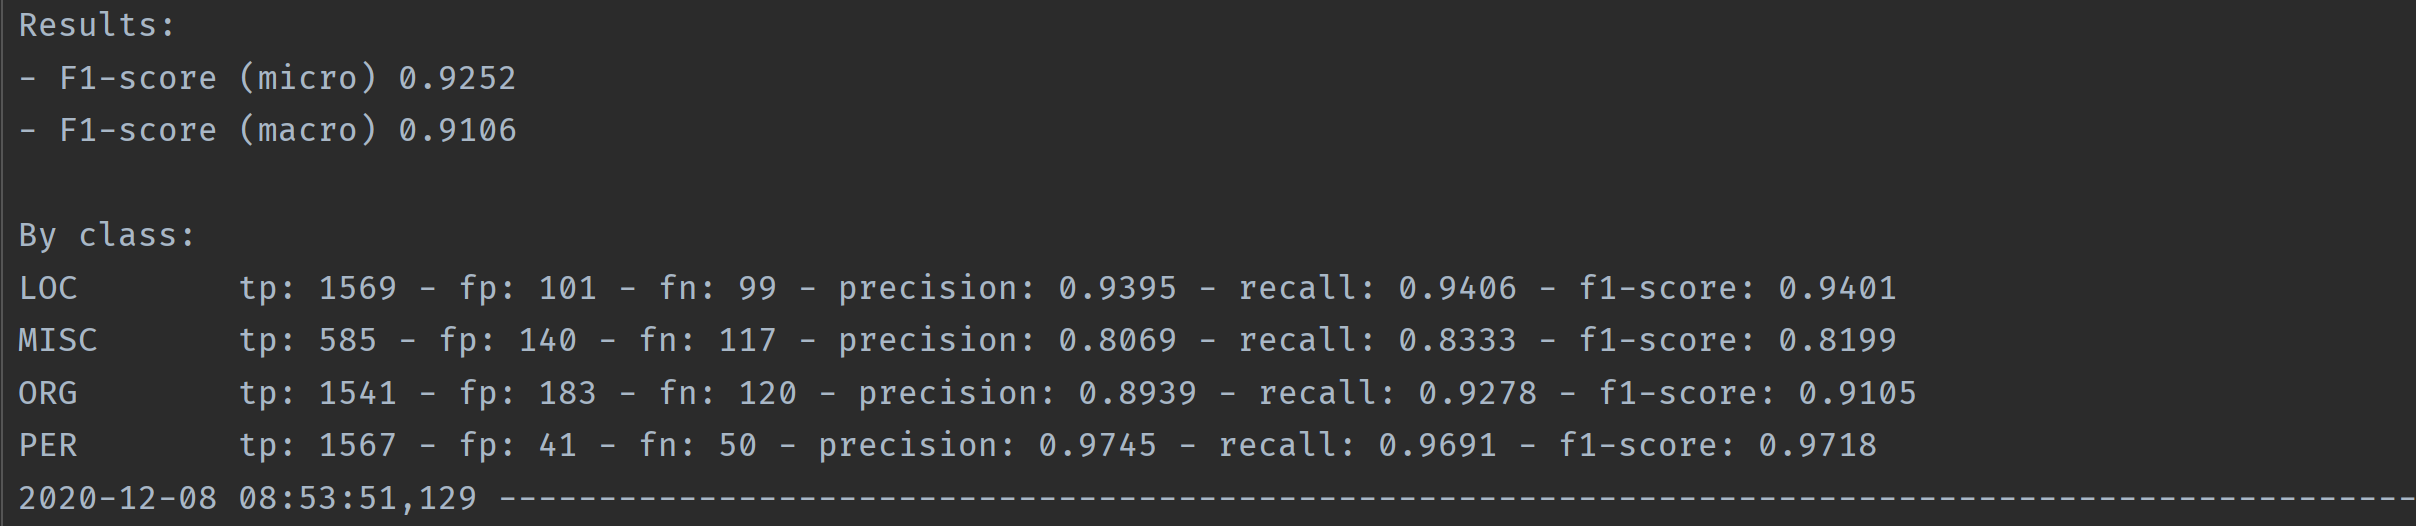 Results:
- F1-score (micro) 0.9252
- F1-score (macro) 0.9106
By class:
LOC        tp: 1569 - fp: 101 - fn: 99 - precision: 0.9395 - recall: 0.9406 - f1-score: 0.9401
MISC       tp: 585 - fp: 140 - fn: 117 - precision: 0.8069 - recall: 0.8333 - f1-score: 0.8199
ORG        tp: 1541 - fp: 183 - fn: 120 - precision: 0.8939 - recall: 0.9278 - f1-score: 0.9105
PER        tp: 1567 - fp: 41 - fn: 50 - precision: 0.9745 - recall: 0.9691 - f1-score: 0.9718
2020-12-08 08:53:51,129 ------------------------------------------------------------------------------------------------